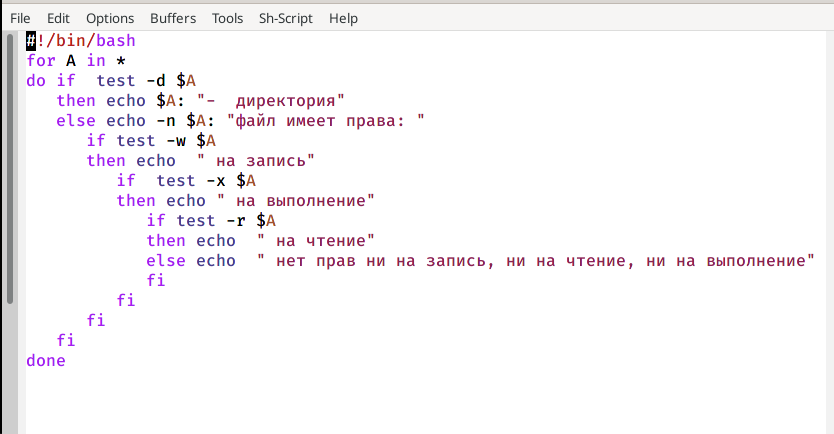 File Edit Options Buffers Tools Sh-Script Help
#!/bin/bash
for A in *
do if  test -d $A
   then echo $A: "-  директория"
   else echo -n $A: "файл имеет права: "
      if test -w $A
      then echo  " на запись"
         if  test -x $A
         then echo " на выполнение"
            if test -r $A
            then echo  " на чтение"
            else echo  " нет прав ни на запись, ни на чтение, ни на выполнение"
            fi
         fi
      fi
   fi
done